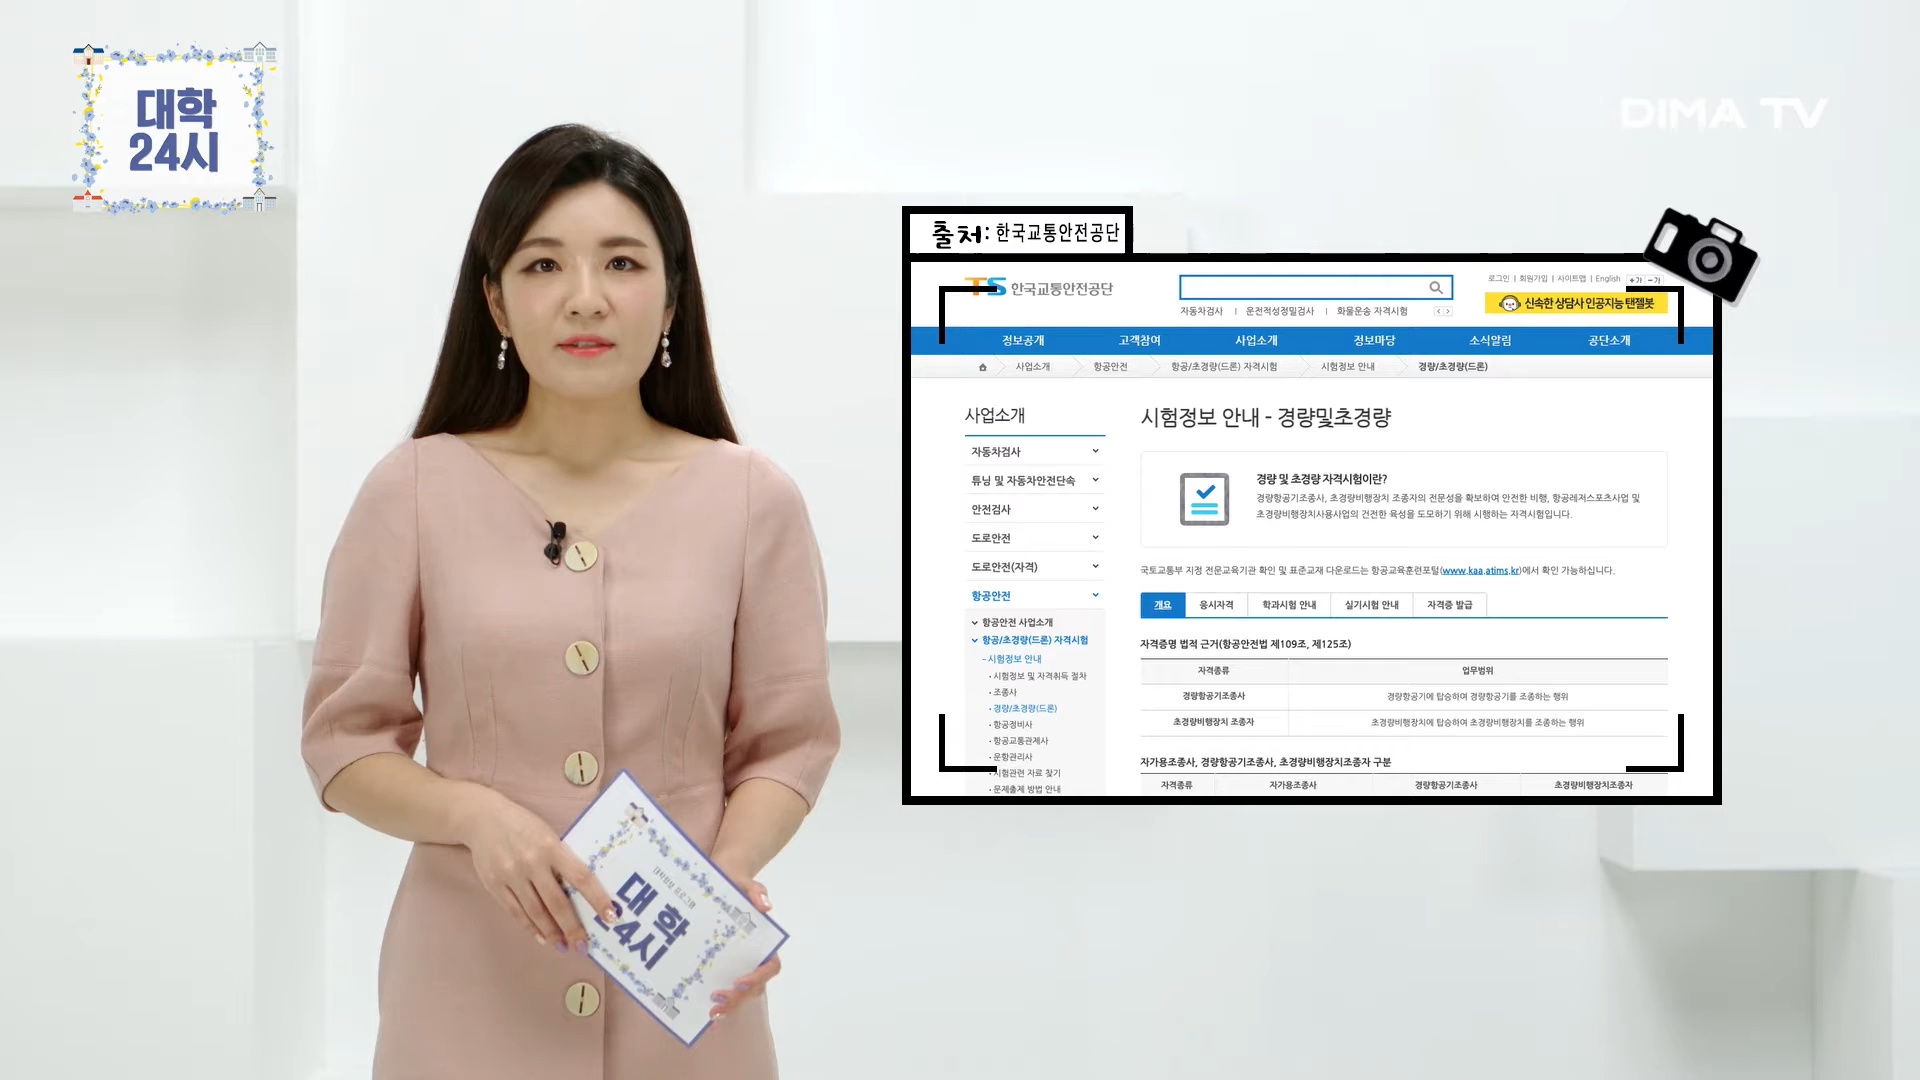 대학
24시
DIMA TV
출처: 한국교통안전공단
TS 한국교통안전공단
로그인 | 회원가입 | 사이트맵 | English +가 -가
신속한 상담사 인공지능 탠젤봇
자동차검사 | 운전적성정밀검사 | 화물운송 자격시험
정보공개 고객참여 사업소개 정보마당 소식알림 공단소개
사업소개 항공안전 항공/초경량(드론) 자격시험 시험정보 안내 경량/초경량(드론)
사업소개
자동차검사
튜닝 및 자동차안전단속
안전검사
도로안전
도로안전(자격)
항공안전
항공안전 사업소개
항공/초경량(드론) 자격시험
- 시험정보 안내
· 시험정보 및 자격취득 절차
· 조종사
· 경량/초경량(드론)
· 항공정비사
· 항공교통관제사
· 운항관리사
· 시험관련 자료 찾기
· 문제출제 방법 안내
시험정보 안내 - 경량및초경량
경량 및 초경량 자격시험이란?
경량항공기조종사, 초경량비행장치 조종자의 전문성을 확보하여 안전한 비행, 항공레저스포츠사업 및
초경량비행장치사용사업의 건전한 육성을 도모하기 위해 시행하는 자격시험입니다.
국토교통부 지정 전문교육기관 확인 및 표준교재 다운로드는 항공교육훈련포털(www.kaa.atims.kr)에서 확인 가능하십니다.
개요 응시자격 학과시험 안내 실기시험 안내 자격증 발급
자격증명 법적 근거(항공안전법 제109조, 제125조)
자격종류 업무범위
경량항공기조종사 경량항공기에 탑승하여 경량항공기를 조종하는 행위
초경량비행장치 조종자 초경량비행장치에 탑승하여 초경량비행장치를 조종하는 행위
자가용조종사, 경량항공기조종사, 초경량비행장치조종자 구분
자격종류 자가용조종사 경량항공기조종사 초경량비행장치조종자
대학정보 프로그램
대학
24시